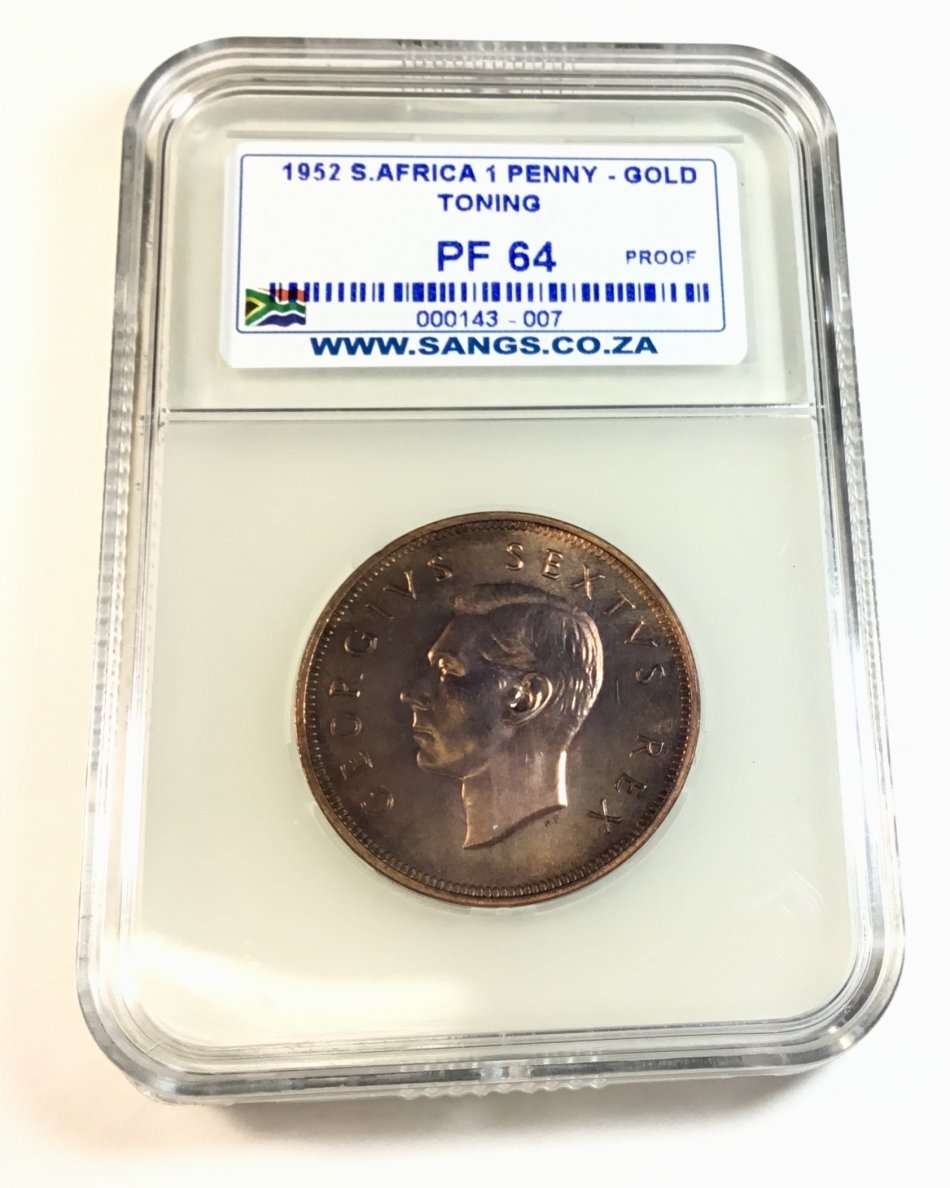 1952 S.AFRICA 1 PENNY - GOLD
TONING
PF 64 PROOF
000143 - 007
WWW.SANGS.CO.ZA
GEORGIVS SEXTVS REX